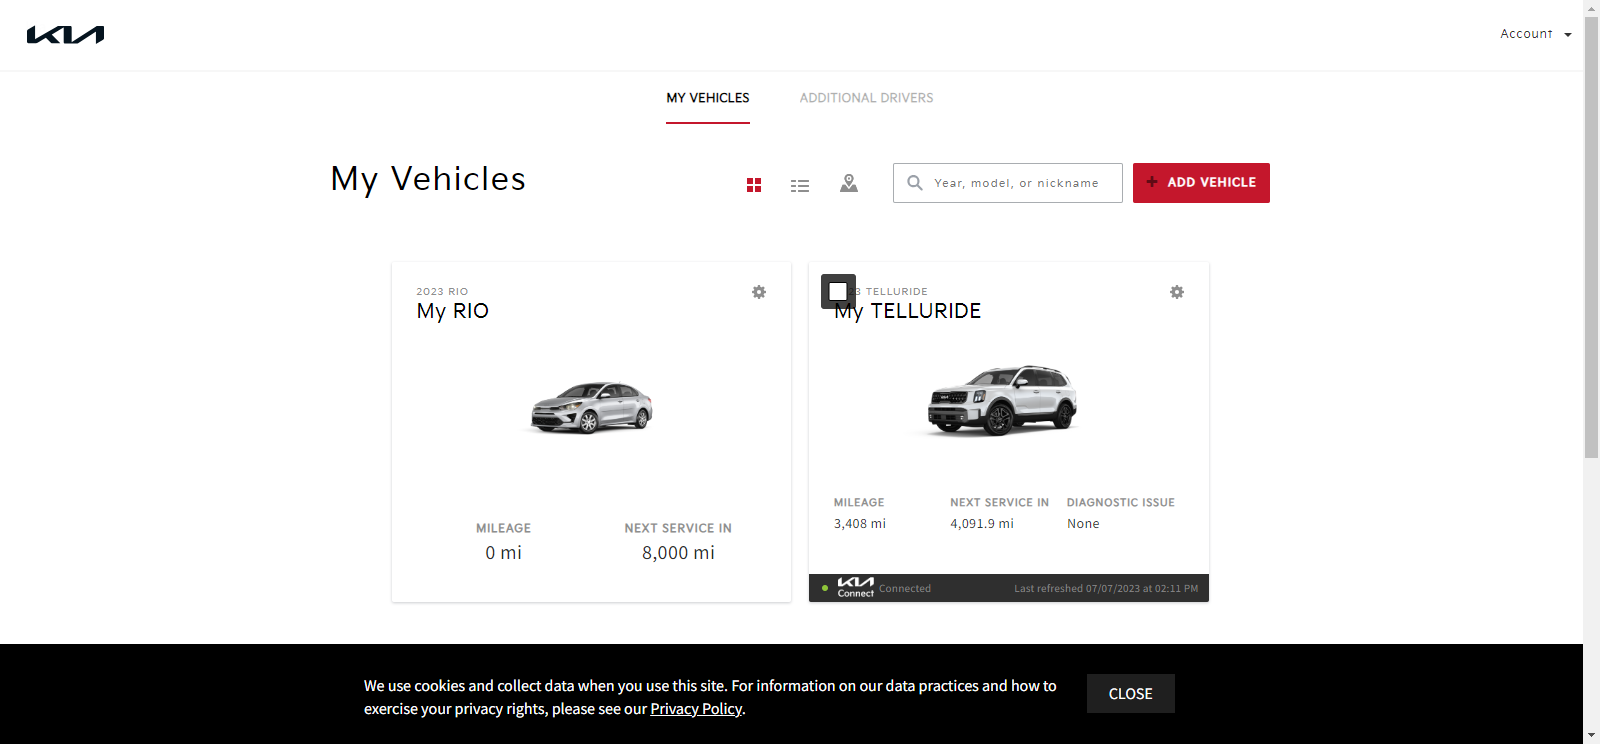 KIA
Account
MY VEHICLES
ADDITIONAL DRIVERS
My Vehicles
Year, model, or nickname
+ ADD VEHICLE
2023 RIO
My RIO
MILEAGE
NEXT SERVICE IN
0 mi
8,000 mi
3 TELLURIDE
My TELLURIDE
MILEAGE
NEXT SERVICE IN
DIAGNOSTIC ISSUE
3,408 mi
4,091.9 mi
None
KIA
Connect
Connected
Last refreshed 07/07/2023 at 02:11 PM
We use cookies and collect data when you use this site. For information on our data practices and how to
exercise your privacy rights, please see our Privacy Policy.
CLOSE